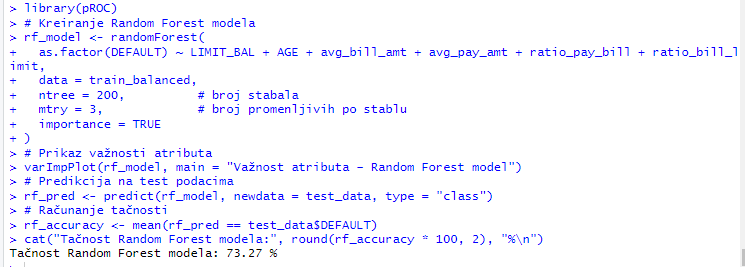 > library(pROC)
> # Kreiranje Random Forest modela
> rf_model <- randomForest(
+   as.factor(DEFAULT) ~ LIMIT_BAL + AGE + avg_bill_amt + avg_pay_amt + ratio_pay_bill + ratio_bill_l
imit,
+   data = train_balanced,
+   ntree = 200,          # broj stabala
+   mtry = 3,             # broj promenljivih po stablu
+   importance = TRUE
+ )
> # Prikaz važnosti atributa
> varImpPlot(rf_model, main = "Važnost atributa – Random Forest model")
> # Predikcija na test podacima
> rf_pred <- predict(rf_model, newdata = test_data, type = "class")
> # Računanje tačnosti
> rf_accuracy <- mean(rf_pred == test_data$DEFAULT)
> cat("Tačnost Random Forest modela:", round(rf_accuracy * 100, 2), "%\n")
Tačnost Random Forest modela: 73.27 %